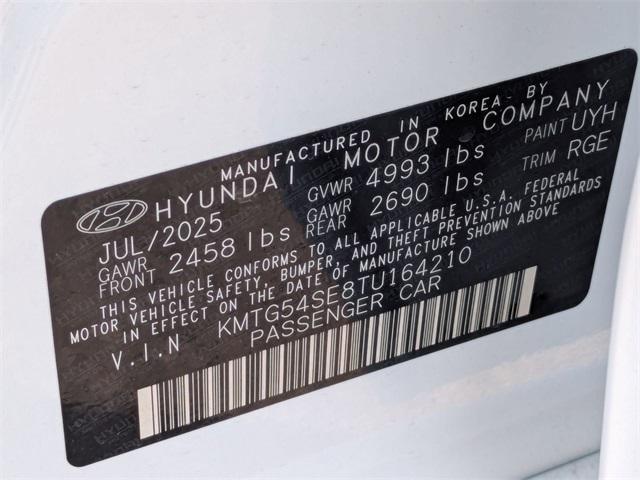 MANUFACTURED IN KOREA BY
HYUNDAI MOTOR COMPANY
JUL/2025 GVWR 4993 lbs PAINT UYH
GAWR FRONT 2458 lbs GAWR REAR 2690 lbs TRIM RGE
THIS VEHICLE CONFORMS TO ALL APPLICABLE U.S.A. FEDERAL
MOTOR VEHICLE SAFETY, BUMPER, AND THEFT PREVENTION STANDARDS
IN EFFECT ON THE DATE OF MANUFACTURE SHOWN ABOVE
V.I.N KMTG54SE8TU164210
PASSENGER CAR